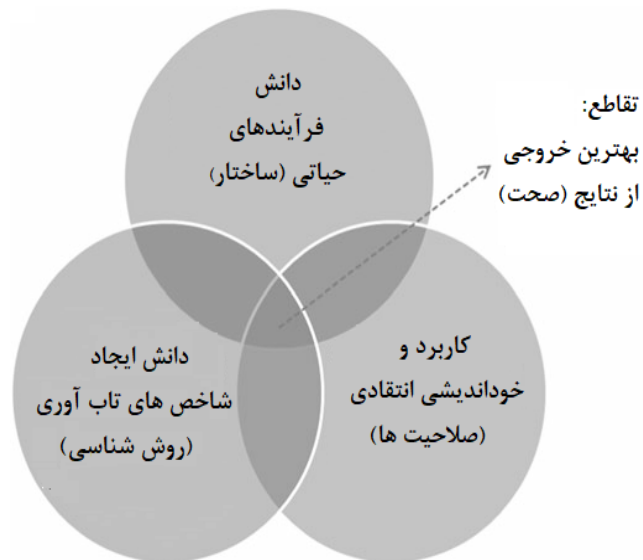 دانش
فرآیندهای
حیاتی (ساختار)
تقاطع:
بهترین خروجی
از نتایج (صحت)
کاربرد و
خوداندیشی انتقادی
(صلاحیت ها)
دانش ایجاد
شاخص های تاب آوری
(روش شناسی)